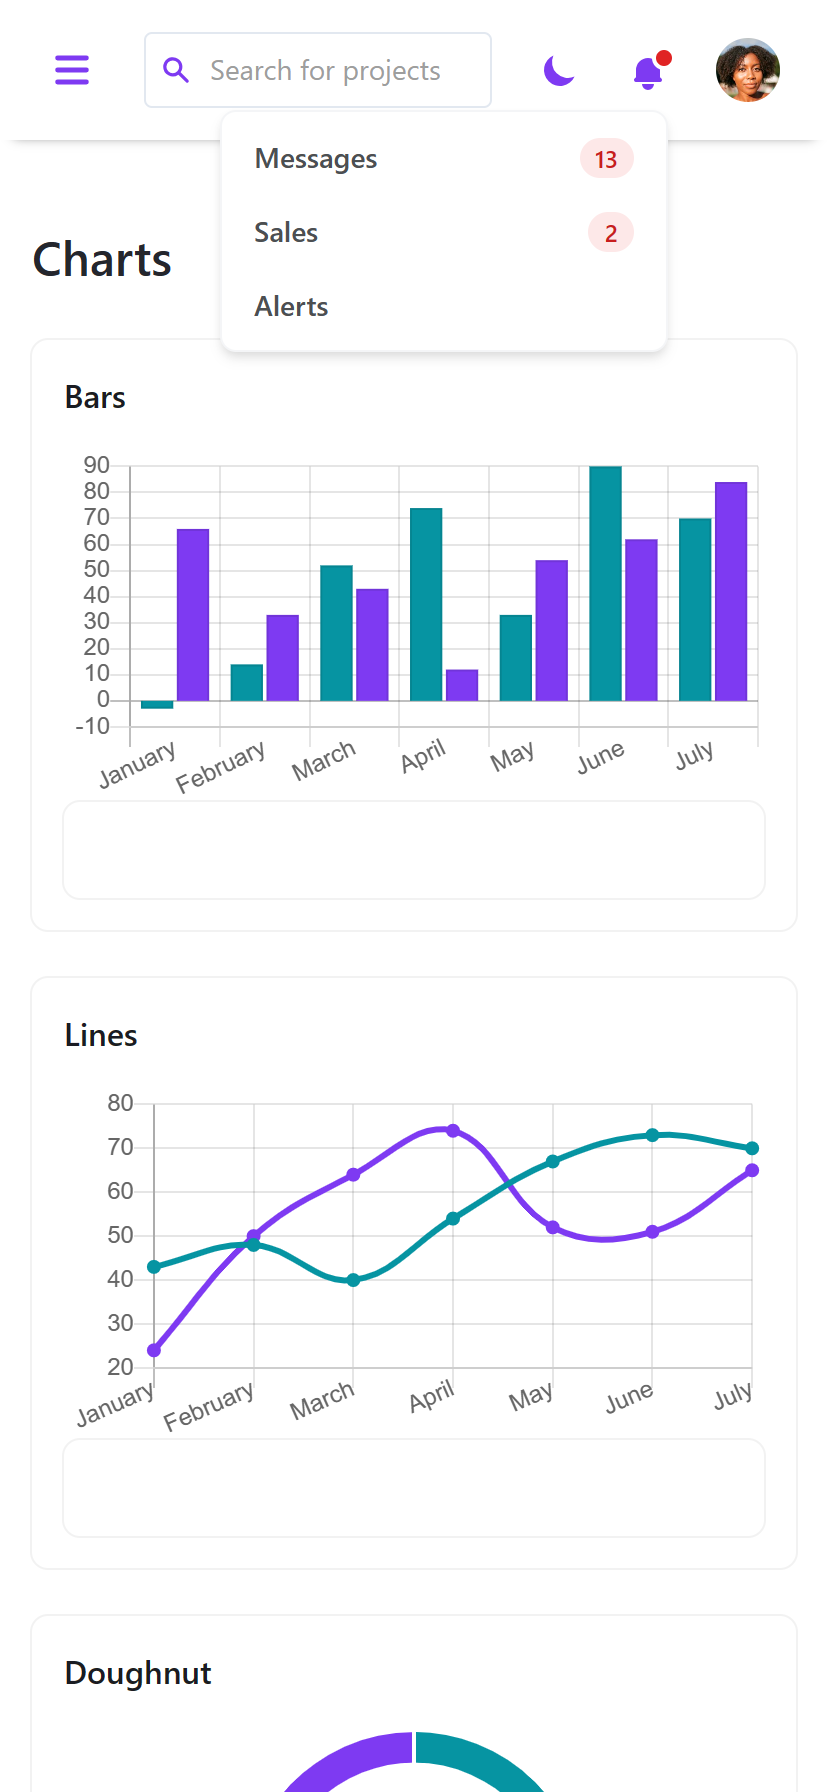 Search for projects
Messages 13
Sales 2
Alerts
Charts
Bars
90
80
70
60
50
40
30
20
10
0
-10
January February March April May June July
Lines
80
70
60
50
40
30
20
January February March April May June July
Doughnut